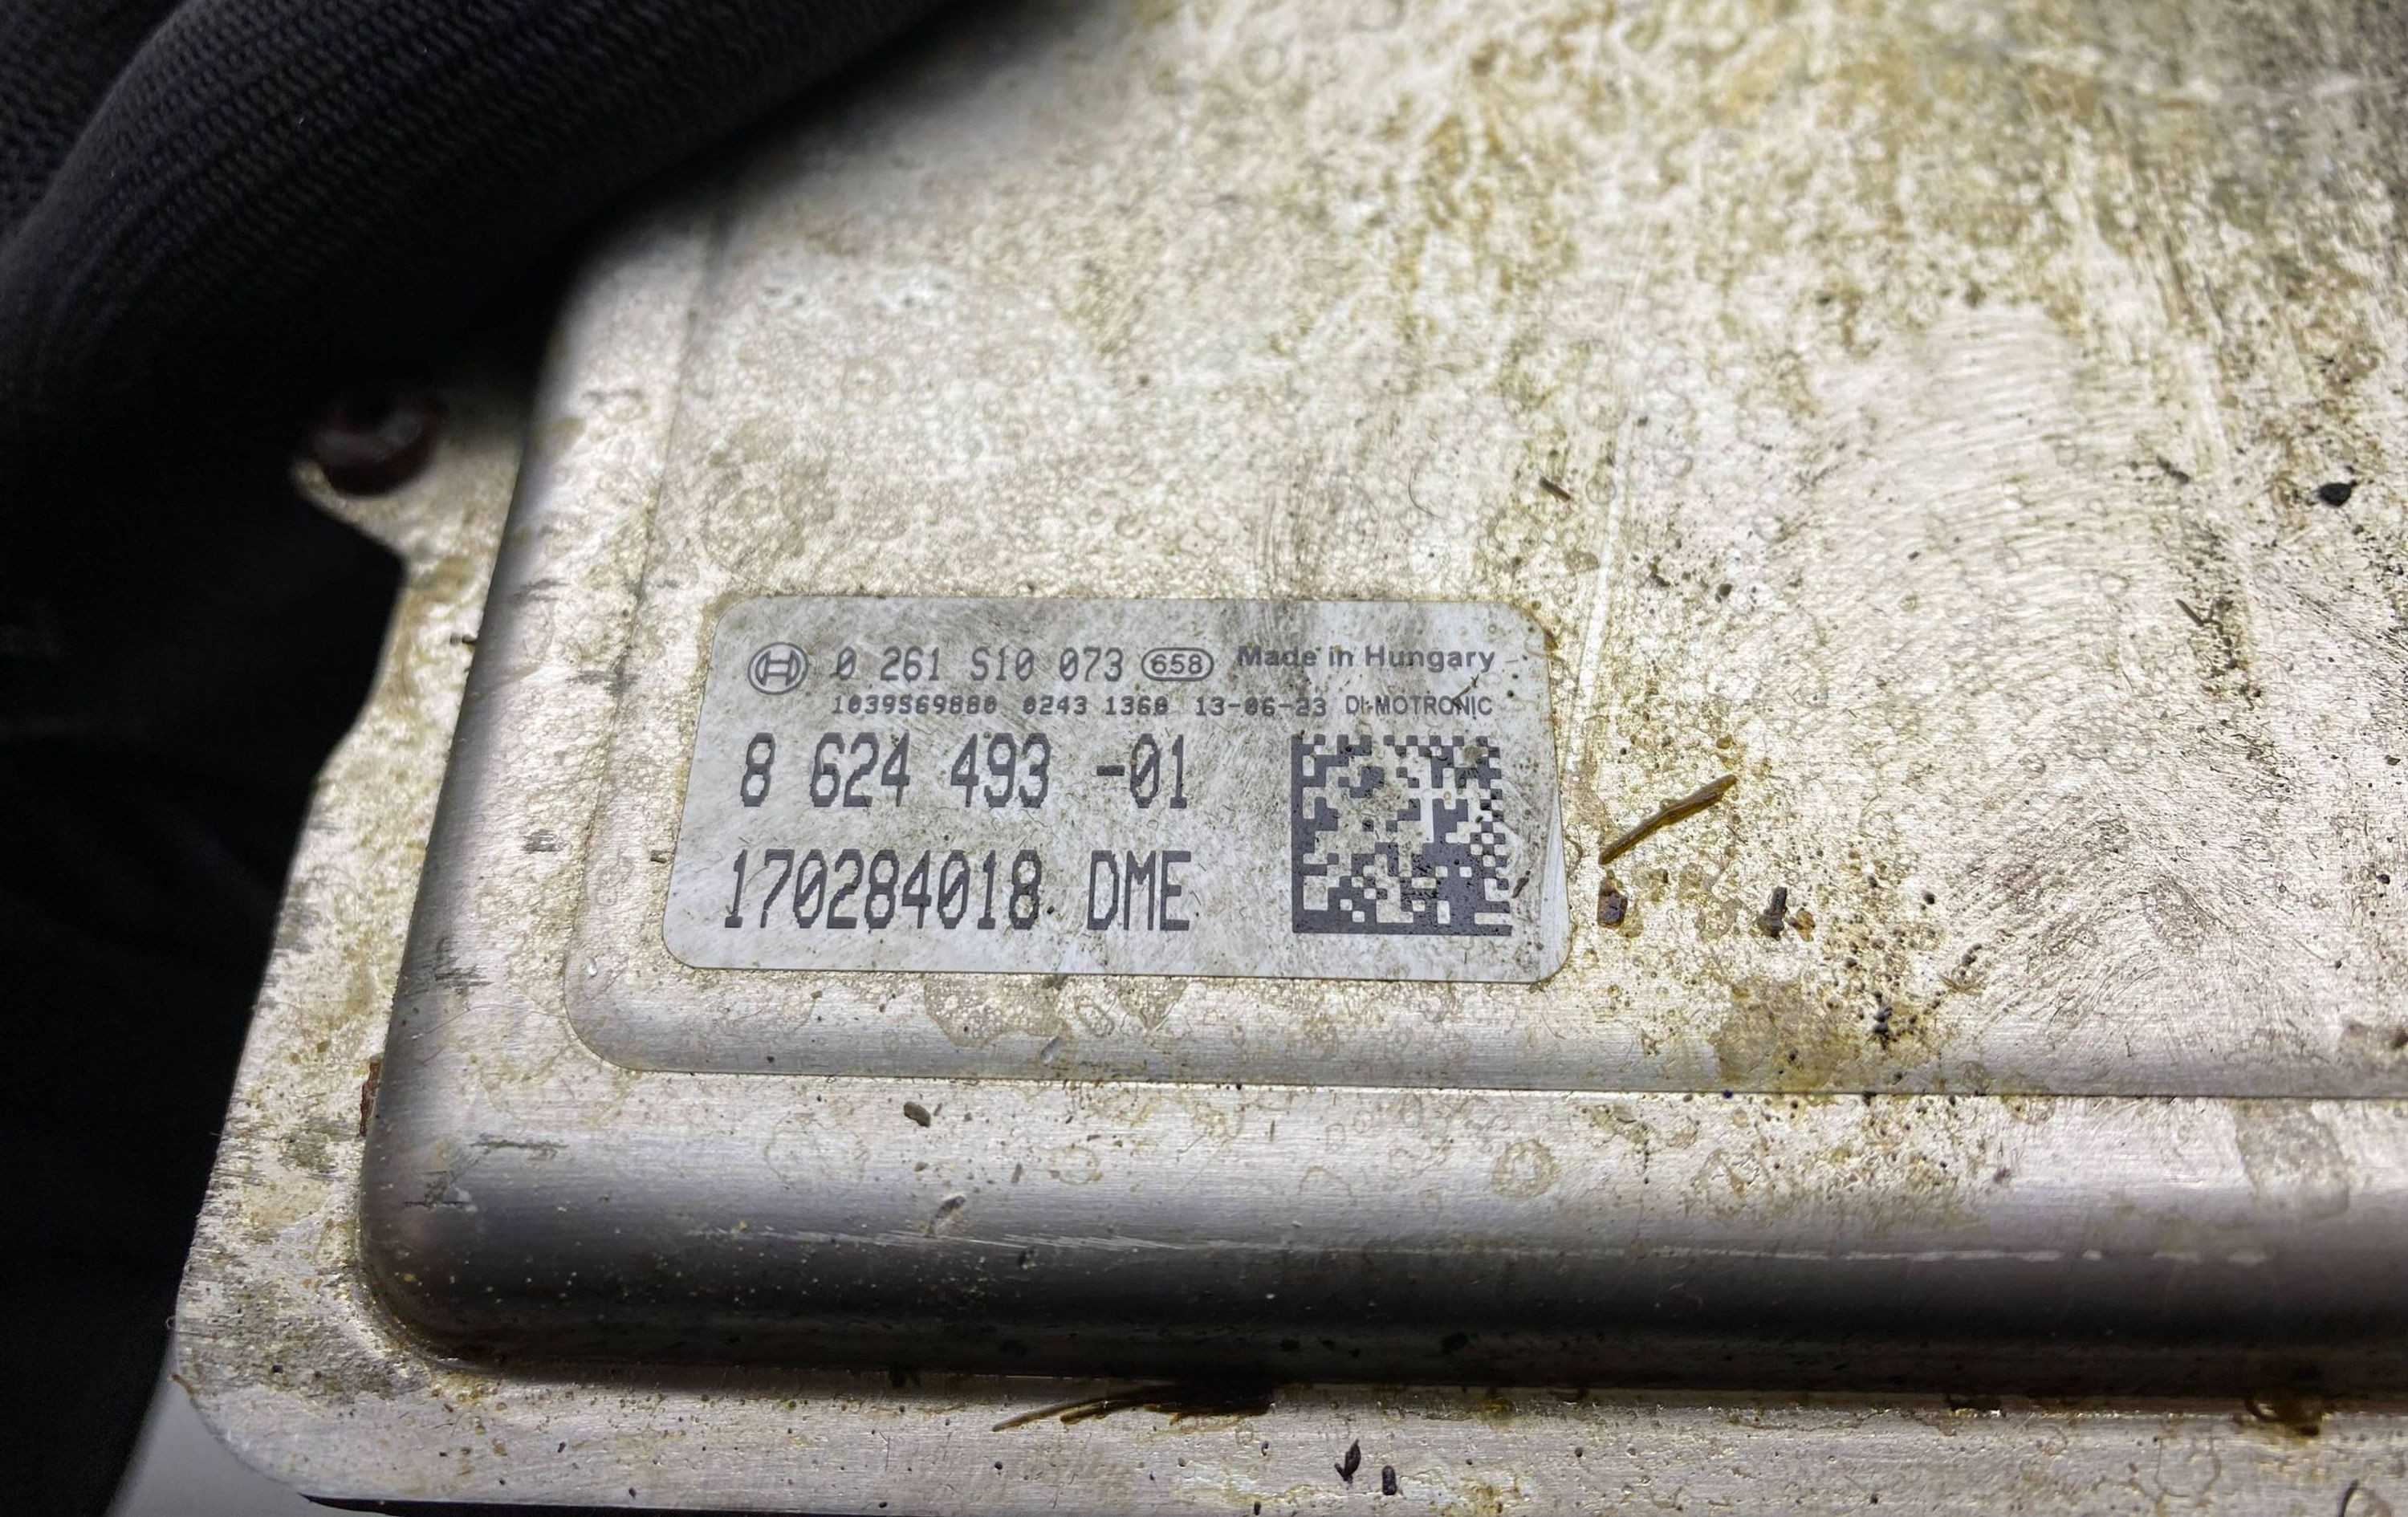 0 261 S10 073 658 Made in Hungary
1039S69880 0243 1360 13-06-23 DI-MOTRONIC
8 624 493 -01
170284018 DME